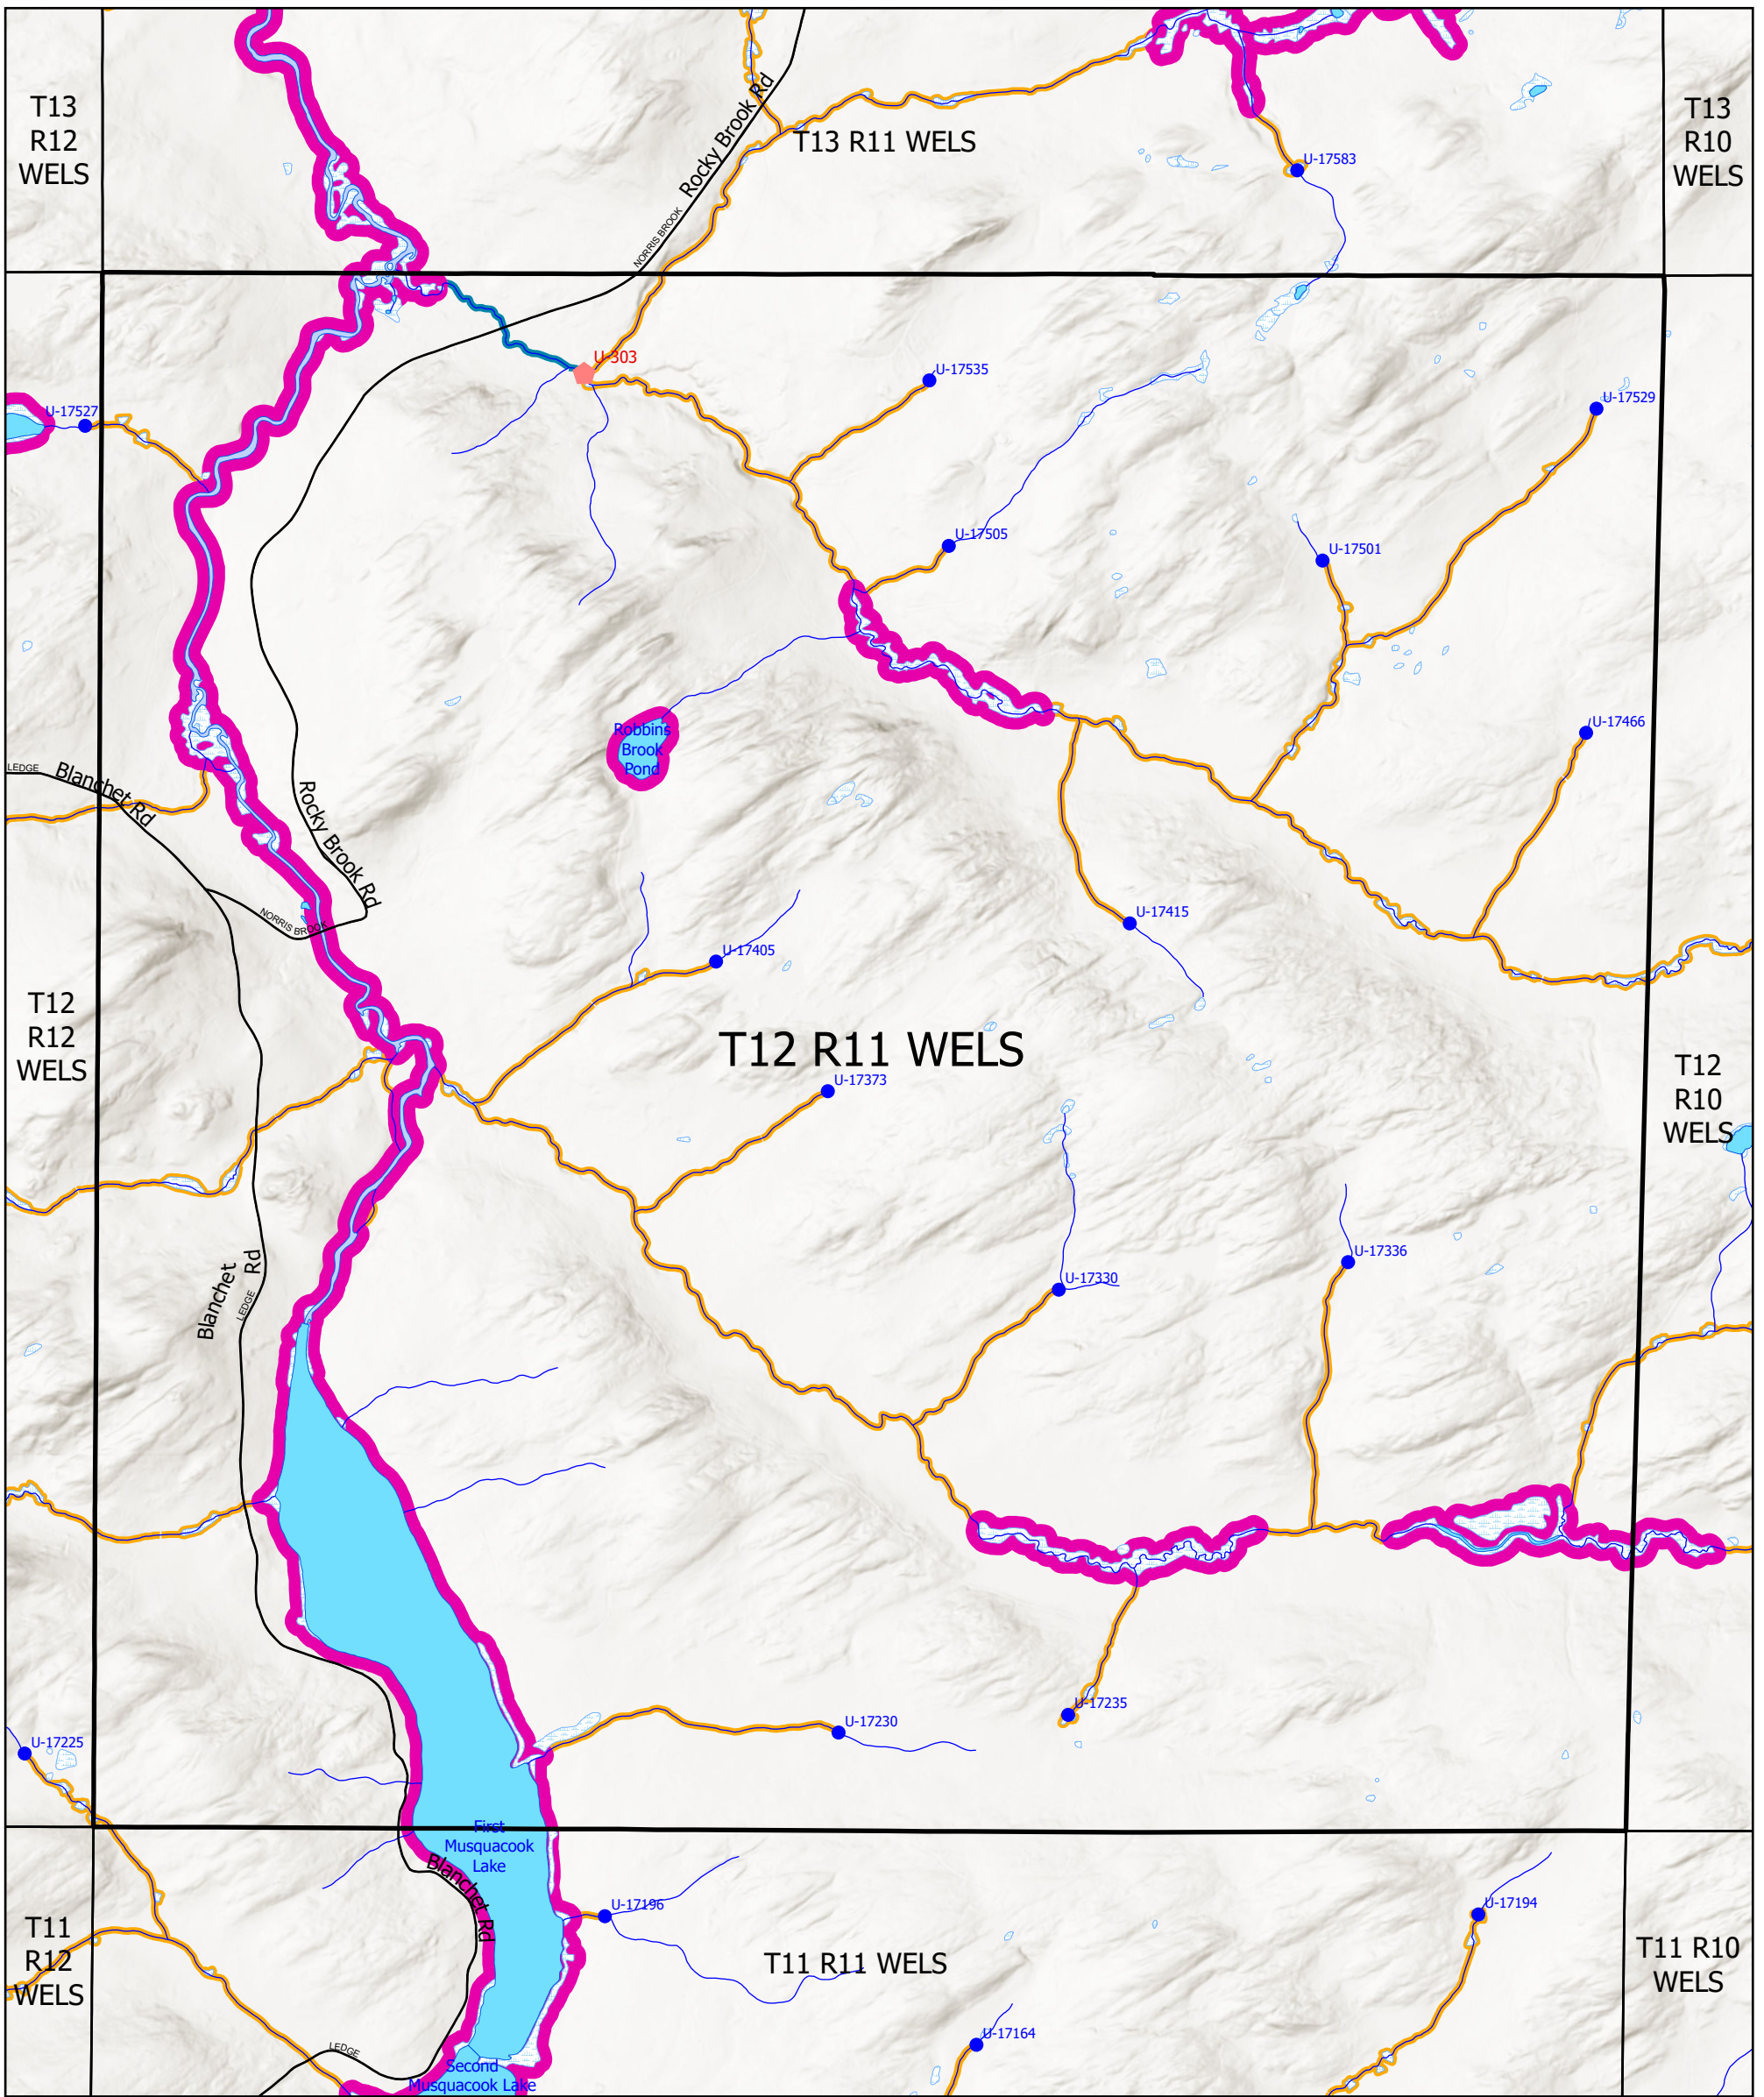 T13
R12
WELS
Rocky Brook Rd
NORRIS BROOK
T13 R11 WELS
U-17583
T13
R10
WELS
U-303
U-17535
U-17527
U-17529
U-17505
U-17501
Robbins
Brook
Pond
U-17466
LEDGE
Blanchet Rd
Rocky Brook Rd
NORRIS BROOK
U-17415
U-17405
T12
R12
WELS
T12 R11 WELS
U-17373
T12
R10
WELS
U-17336
U-17330
Blanchet
Rd
LEDGE
U-17235
U-17230
U-17225
First
Musquacook
Lake
Blanchet Rd
U-17196
U-17194
T11
R12
WELS
T11 R11 WELS
T11 R10
WELS
U-17164
LEDGE
Second
Musquacook Lake